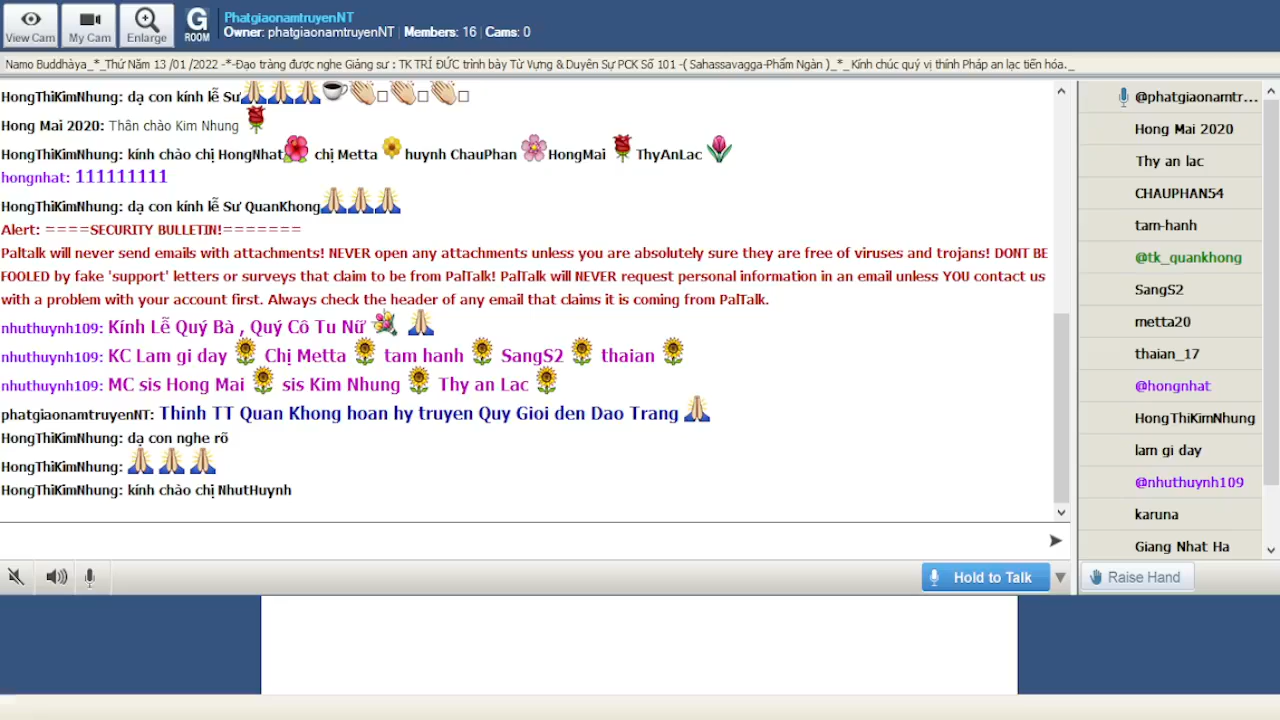 View Cam
My Cam
Enlarge
G
ROOM
PhatgiaonamtruyenNT
Owner: phatgiaonamtruyenNT | Members: 16 | Cams: 0
Namo Buddhàya_*_Thứ Năm 13 /01 /2022 -*-Đạo tràng được nghe Giảng sư : TK TRÍ ĐỨC trình bày Từ Vựng & Duyên Sự PCK Số 101 -( Sahassavagga-Phẩm Ngàn )_*_ Kính chúc quý vị thính Pháp an lạc tiến hóa._
HongThiKimNhung: dạ con kính lễ Sư
Hong Mai 2020: Thân chào Kim Nhung
HongThiKimNhung: kính chào chị HongNhat chị Metta huynh ChauPhan HongMai ThyAnLac
hongnhat: 111111111
HongThiKimNhung: dạ con kính lễ Sư QuanKhong
Alert: ====SECURITY BULLETIN!=======
Paltalk will never send emails with attachments! NEVER open any attachments unless you are absolutely sure they are free of viruses and trojans! DONT BE
FOOLED by fake 'support' letters or surveys that claim to be from PalTalk! PalTalk will NEVER request personal information in an email unless YOU contact us
with a problem with your account first. Always check the header of any email that claims it is coming from PalTalk.
nhuthuynh109: Kính Lễ Quý Bà , Quý Cô Tu Nữ
nhuthuynh109: KC Lam gi day Chị Metta tam hanh SangS2 thaian
nhuthuynh109: MC sis Hong Mai sis Kim Nhung Thy an Lac
phatgiaonamtruyenNT: Thinh TT Quan Khong hoan hy truyen Quy Gioi den Dao Trang
HongThiKimNhung: dạ con nghe rõ
HongThiKimNhung:
HongThiKimNhung: kính chào chị NhutHuynh
@phatgiaonamtr...
Hong Mai 2020
Thy an lac
CHAUPHAN54
tam-hanh
@tk_quankhong
SangS2
metta20
thaian_17
@hongnhat
HongThiKimNhung
lam gi day
@nhuthuynh109
karuna
Giang Nhat Ha
Hold to Talk
Raise Hand